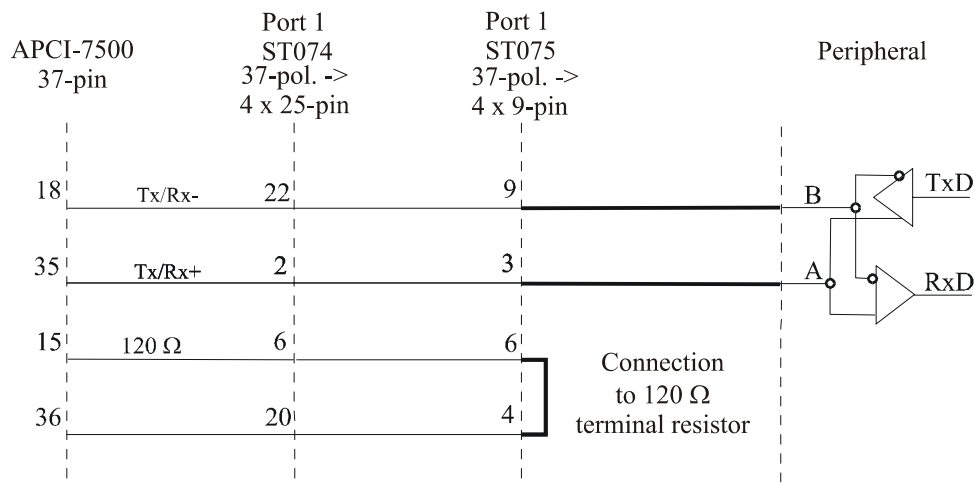 APCI-7500
37-pin
Port 1
ST074
37-pol. ->
4 x 25-pin
Port 1
ST075
37-pol. ->
4 x 9-pin
Peripheral
18 Tx/Rx- 22 9 B TxD
35 Tx/Rx+ 2 3 A RxD
15 120 Ω 6 6
36 20 4
Connection
to 120 Ω
terminal resistor